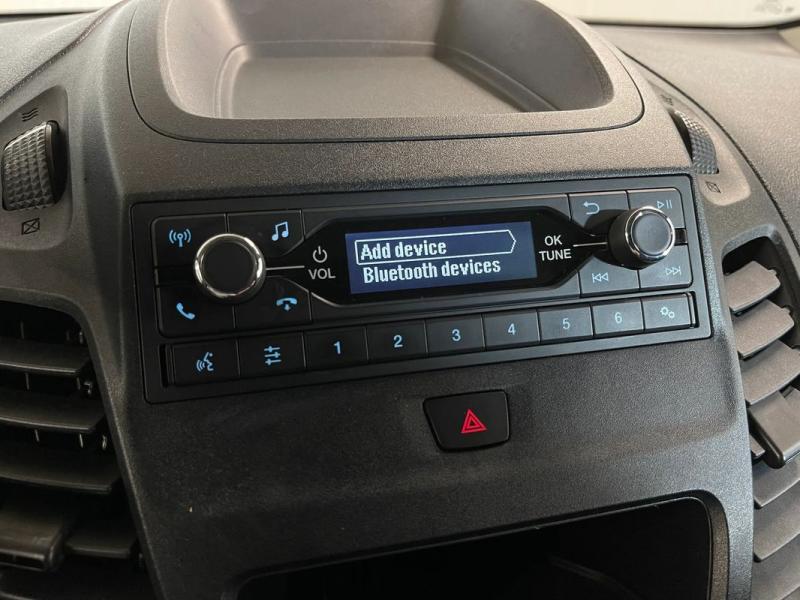 Add device
Bluetooth devices
VOL
OK
TUNE
1 2 3 4 5 6